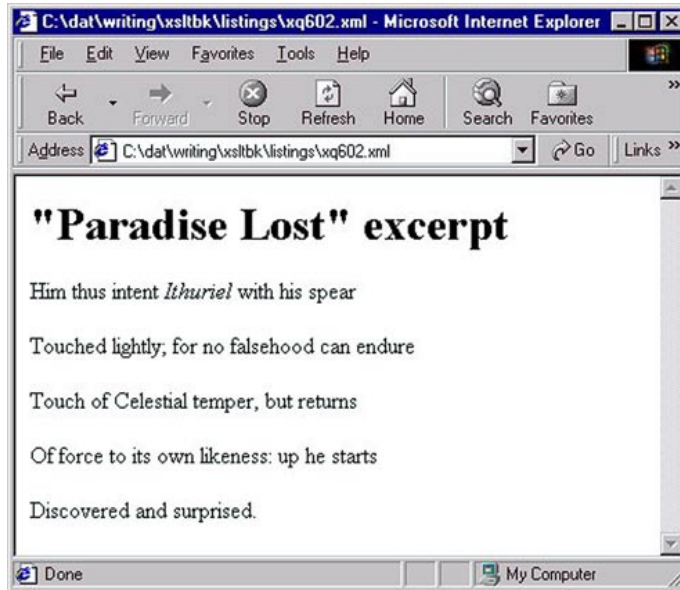 C:\dat\writing\xsltbk\listings\xq602.xml - Microsoft Internet Explorer
File Edit View Favorites Tools Help
Back Forward Stop Refresh Home Search Favorites »
Address C:\dat\writing\xsltbk\listings\xq602.xml Go Links »
"Paradise Lost" excerpt
Him thus intent Ithuriel with his spear
Touched lightly; for no falsehood can endure
Touch of Celestial temper, but returns
Of force to its own likeness: up he starts
Discovered and surprised.
Done My Computer